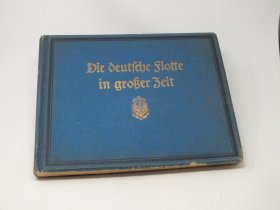 Die deutſche Flotte
in großer Zeit